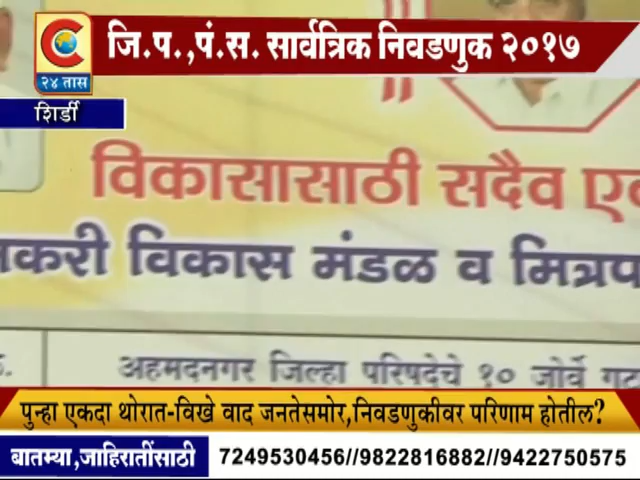 जि.प.,पं.स. सार्वत्रिक निवडणुक २०१७
C
२४ तास
शिर्डी
विकासासाठी सदैव
विकास मंडळ व
अहमदनगर जिल्हा परिषदेचे १० जोर्वे
पुन्हा एकदा थोरात-विखे वाद जनतेसमोर,निवडणुकीवर परिणाम होतील?
बातम्या,जाहिरातींसाठी 7249530456//9822816882//9422750575